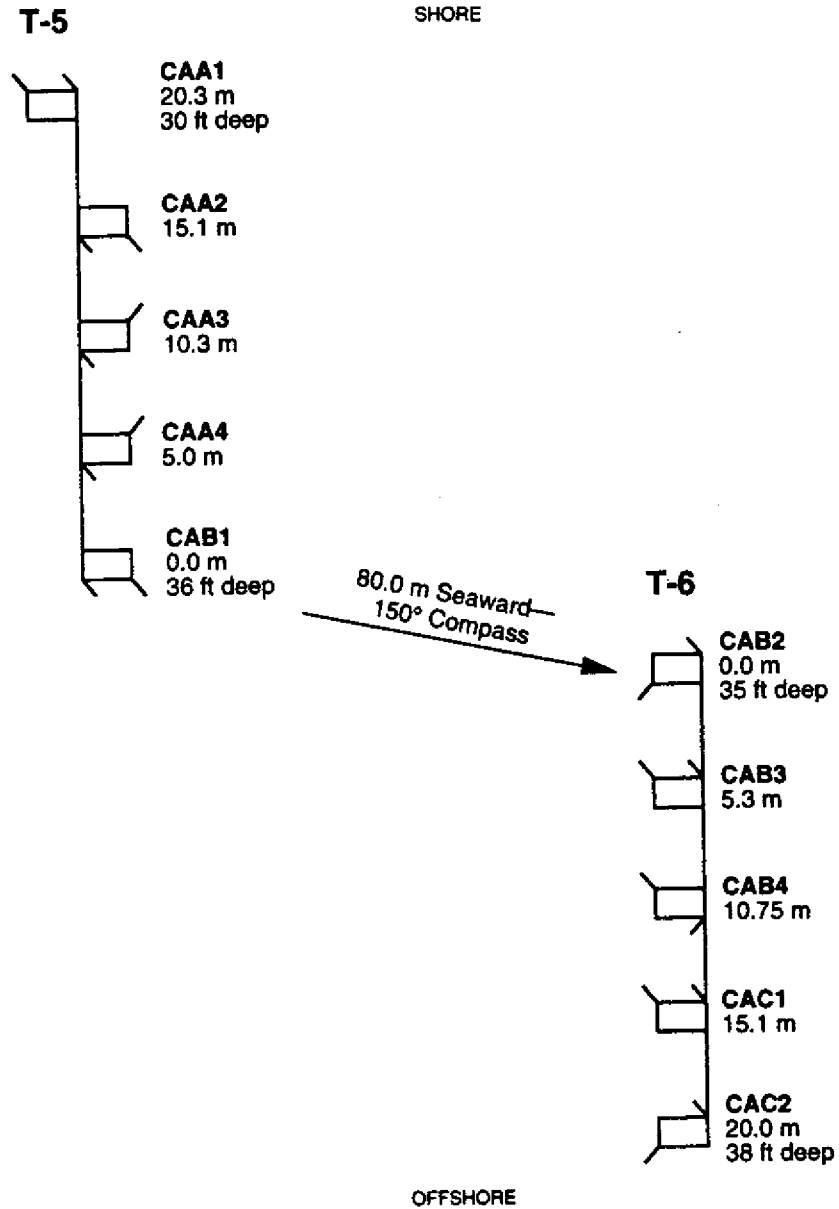 T-5
SHORE
CAA1
20.3 m
30 ft deep
CAA2
15.1 m
CAA3
10.3 m
CAA4
5.0 m
CAB1
0.0 m
36 ft deep
80.0 m Seaward
150° Compass
T-6
CAB2
0.0 m
35 ft deep
CAB3
5.3 m
CAB4
10.75 m
CAC1
15.1 m
CAC2
20.0 m
38 ft deep
OFFSHORE